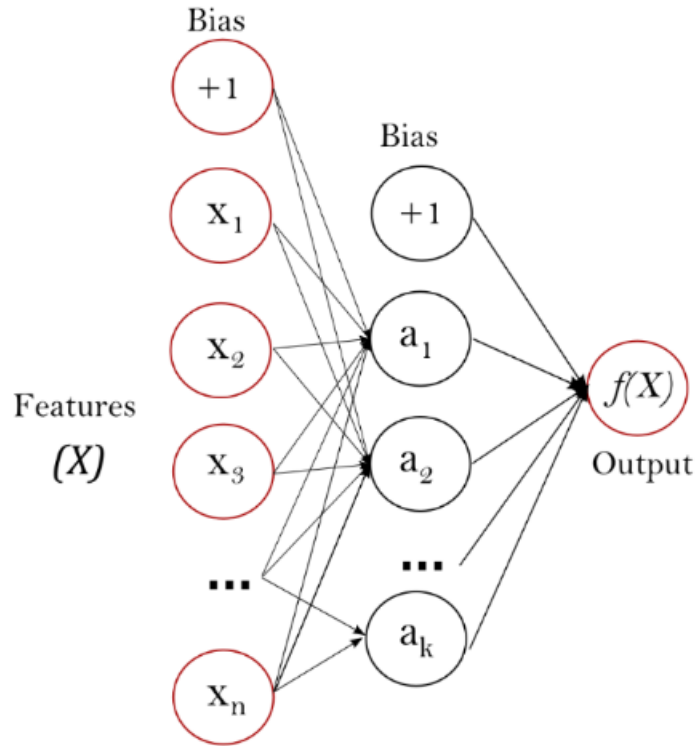 Bias
+1
x1
x2
x3
...
xn
Features
(X)
Bias
+1
a1
a2
...
ak
f(X)
Output